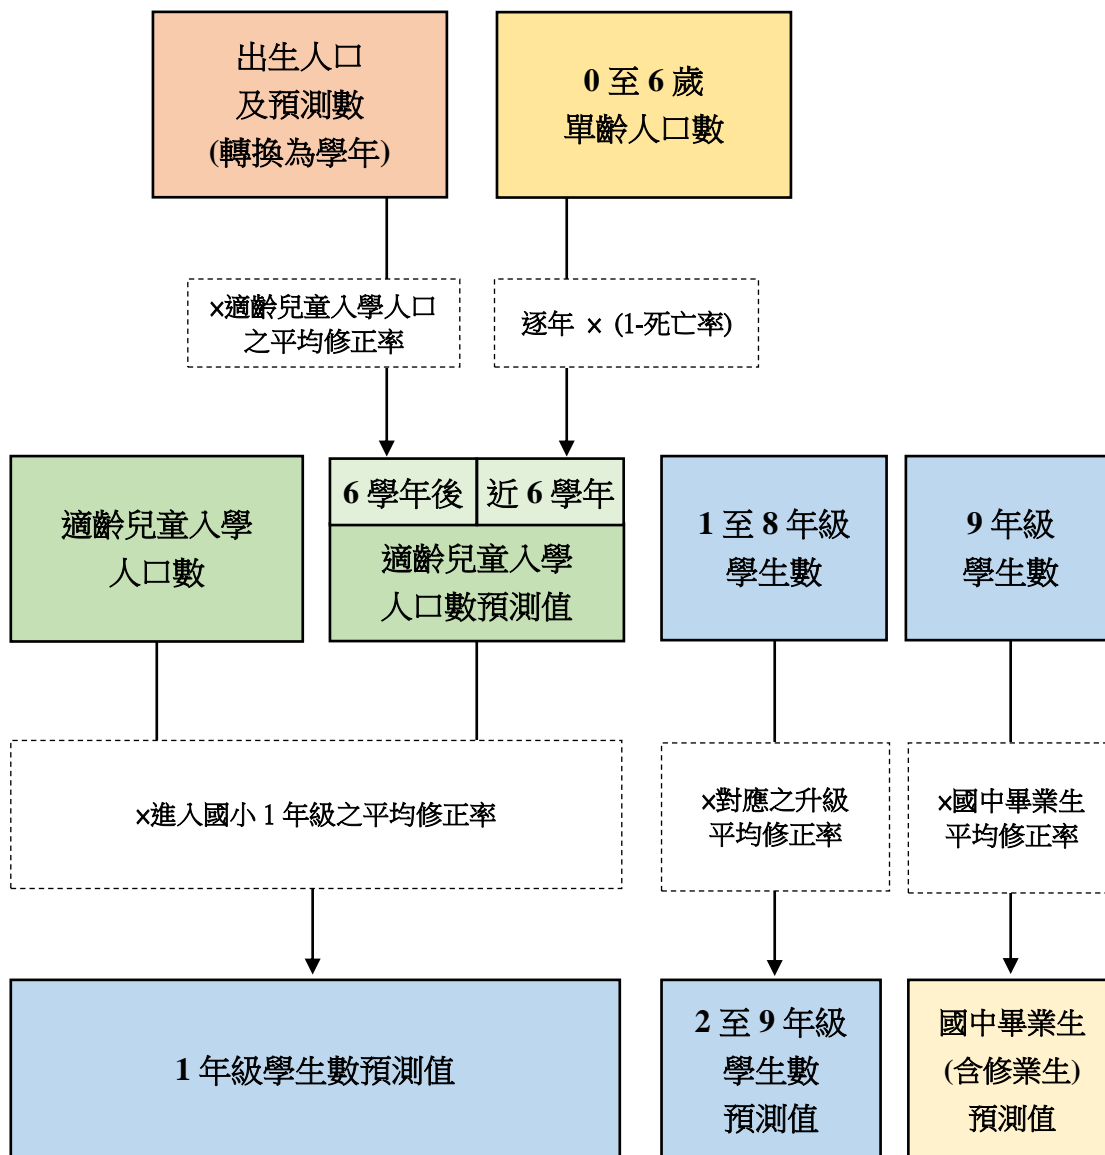 出生人口
及預測數
(轉換為學年)
0 至 6 歲
單齡人口數
×適齡兒童入學人口
之平均修正率
逐年 × (1-死亡率)
適齡兒童入學
人口數
6 學年後
近 6 學年
適齡兒童入學
人口數預測值
1 至 8 年級
學生數
9 年級
學生數
×進入國小 1 年級之平均修正率
×對應之升級
平均修正率
×國中畢業生
平均修正率
1 年級學生數預測值
2 至 9 年級
學生數
預測值
國中畢業生
(含修業生)
預測值